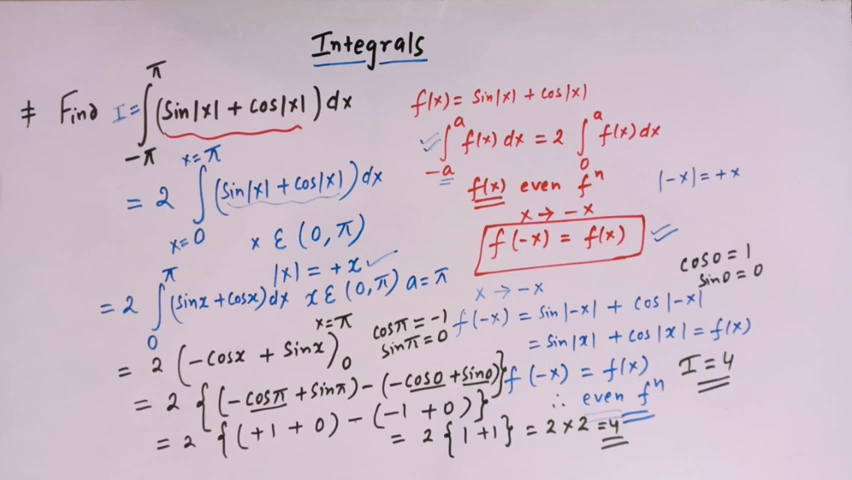 Integrals
# Find I = ∫_{-π}^{π} (Sin|x| + cos|x|) dx
= 2 ∫_{x=0}^{x=π} (Sin|x| + cos|x|) dx
x ε (0, π)
|x| = +x ✓
= 2 ∫_{0}^{π} (sinx + cosx) dx x ε (0, π) a = π
= 2 (-cosx + sinx)_{0}^{x=π}
cosπ = -1
sinπ = 0
= 2 {(-cosπ + sinπ) - (-cos0 + sin0)}
= 2 {(+1 + 0) - (-1 + 0)}
= 2 {1+1} = 2 × 2 = 4
f(x) = Sin|x| + cos|x|
✓ ∫_{-a}^{a} f(x) dx = 2 ∫_{0}^{a} f(x) dx
f(x) even fⁿ
|-x| = +x
x → -x
f(-x) = f(x) ✓
cos0 = 1
sin0 = 0
x → -x
f(-x) = sin|-x| + cos|-x|
= sin|x| + cos|x| = f(x)
f(-x) = f(x)
∴ even fⁿ
I = 4